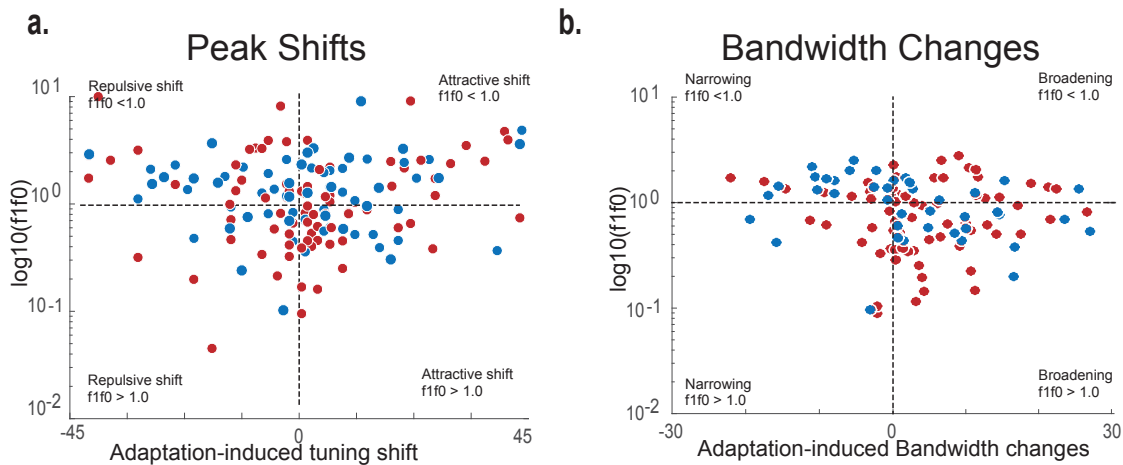 a.
Peak Shifts
Repulsive shift
f1f0 <1.0
Attractive shift
f1f0 < 1.0
10 1
10 0
10 -1
10 -2
log10(f1f0)
Repulsive shift
f1f0 > 1.0
Attractive shift
f1f0 > 1.0
-45
0
45
Adaptation-induced tuning shift
b.
Bandwidth Changes
Narrowing
f1f0 <1.0
Broadening
f1f0 < 1.0
10 1
10 0
10 -1
10 -2
log10(f1f0)
Narrowing
f1f0 > 1.0
Broadening
f1f0 > 1.0
-30
0
30
Adaptation-induced Bandwidth changes